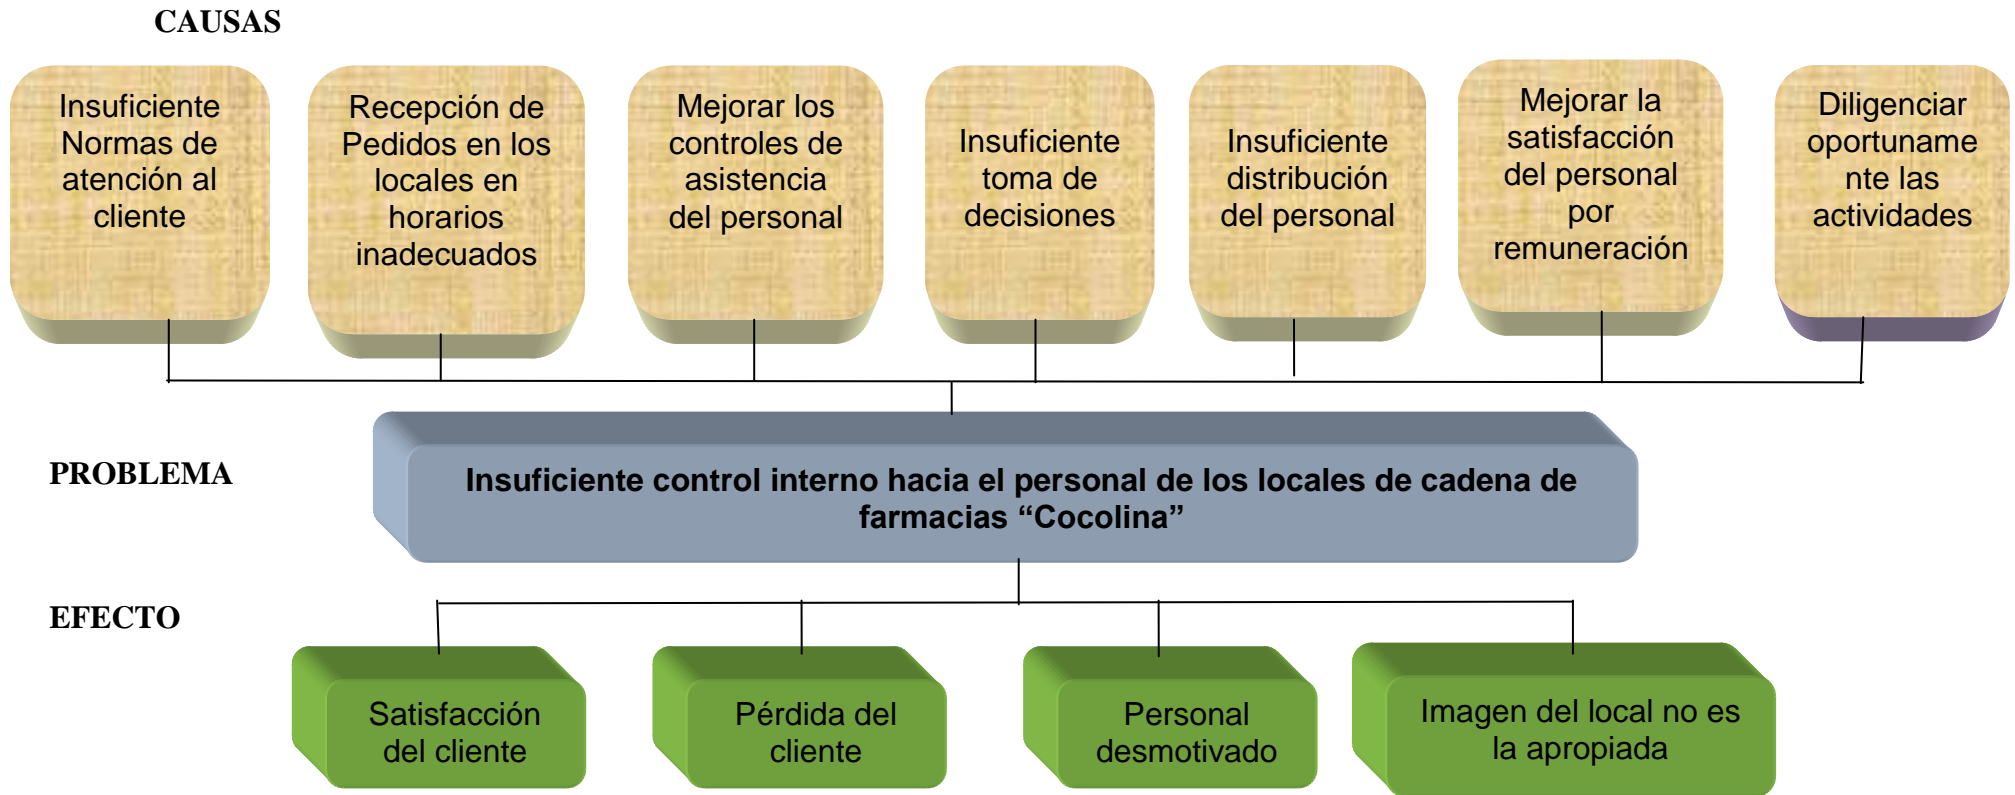 CAUSAS
Insuficiente
Normas de
atención al
cliente
Recepción de
Pedidos en los
locales en
horarios
inadecuados
Mejorar los
controles de
asistencia
del personal
Insuficiente
toma de
decisiones
Insuficiente
distribución
del personal
Mejorar la
satisfacción
del personal
por
remuneración
Diligenciar
oportuname
nte las
actividades
PROBLEMA
Insuficiente control interno hacia el personal de los locales de cadena de
farmacias “Cocolina”
EFECTO
Satisfacción
del cliente
Pérdida del
cliente
Personal
desmotivado
Imagen del local no es
la apropiada